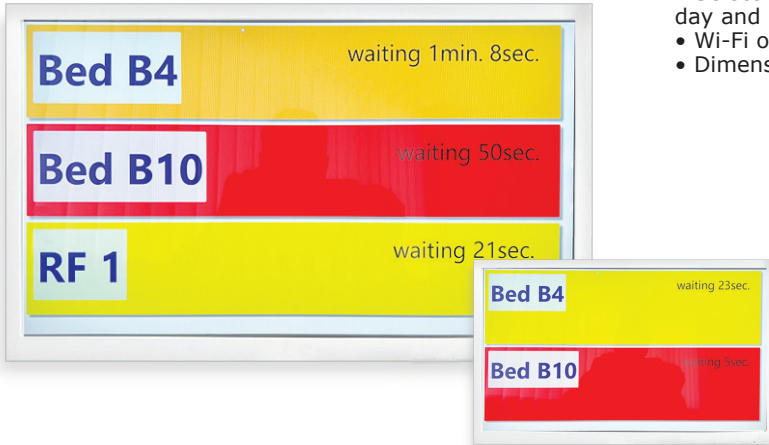 day and
• Wi-Fi o
• Dimens
Bed B4 waiting 1min. 8sec.
Bed B10 waiting 50sec.
RF 1 waiting 21sec.
Bed B4 waiting 23sec.
Bed B10 waiting 5sec.